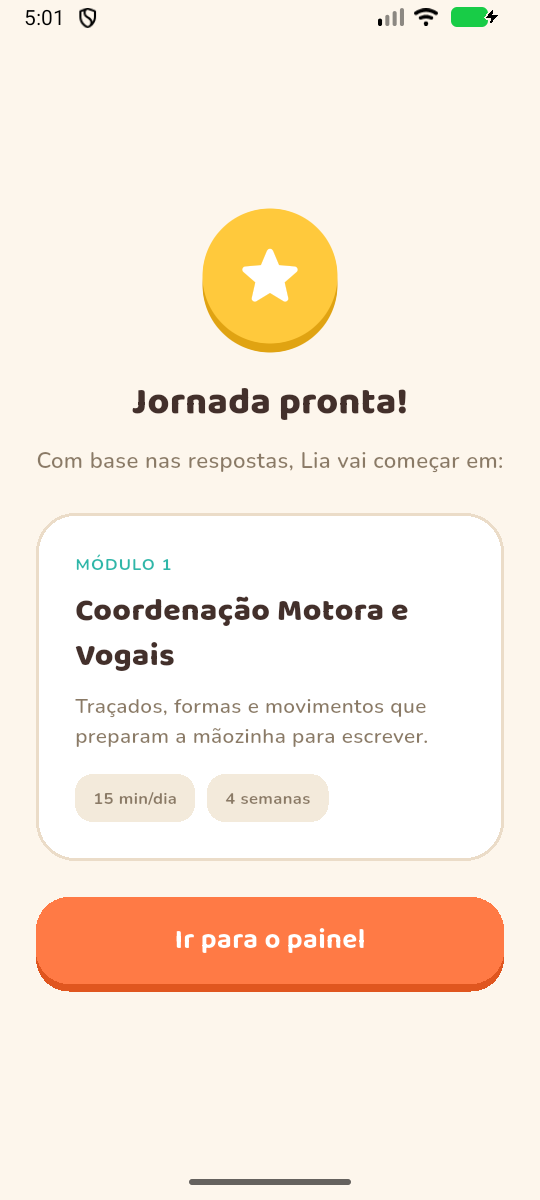 5:01
Jornada pronta!
Com base nas respostas, Lia vai começar em:
MÓDULO 1
Coordenação Motora e
Vogais
Traçados, formas e movimentos que
preparam a mãozinha para escrever.
15 min/dia
4 semanas
Ir para o painel